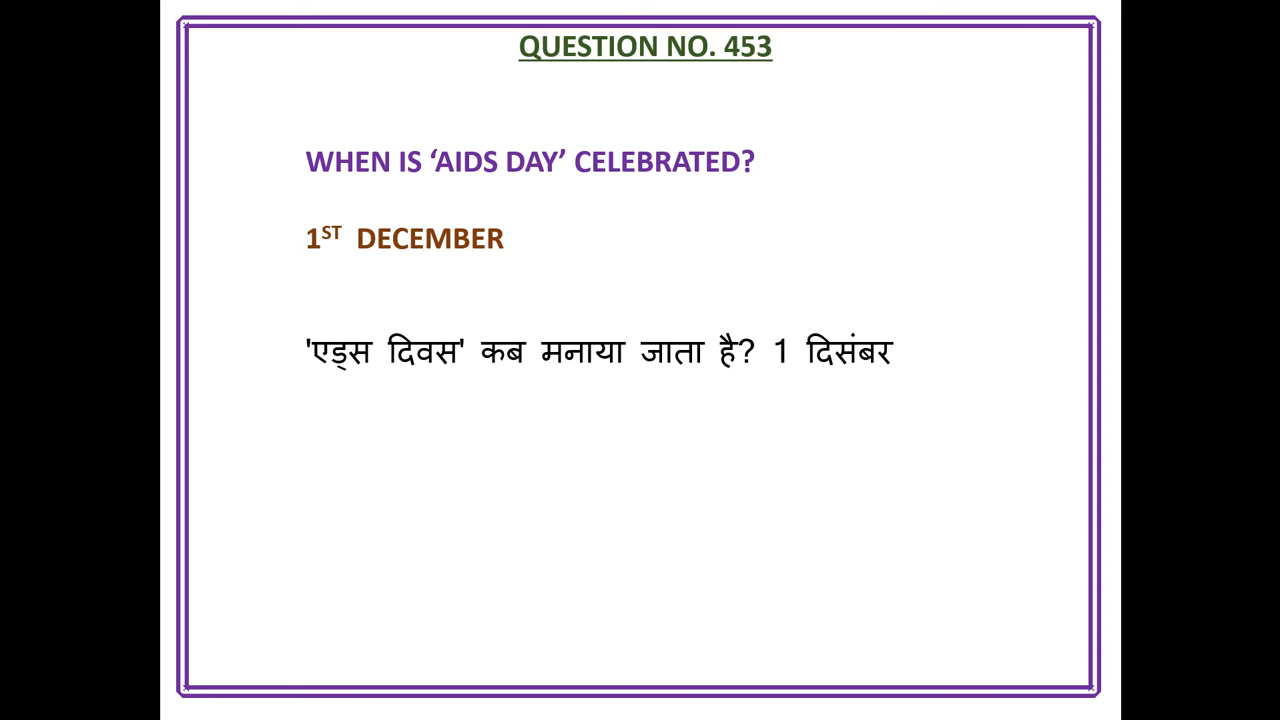 QUESTION NO. 453
WHEN IS ‘AIDS DAY’ CELEBRATED?
1ST DECEMBER
'एड्स दिवस' कब मनाया जाता है? 1 दिसंबर